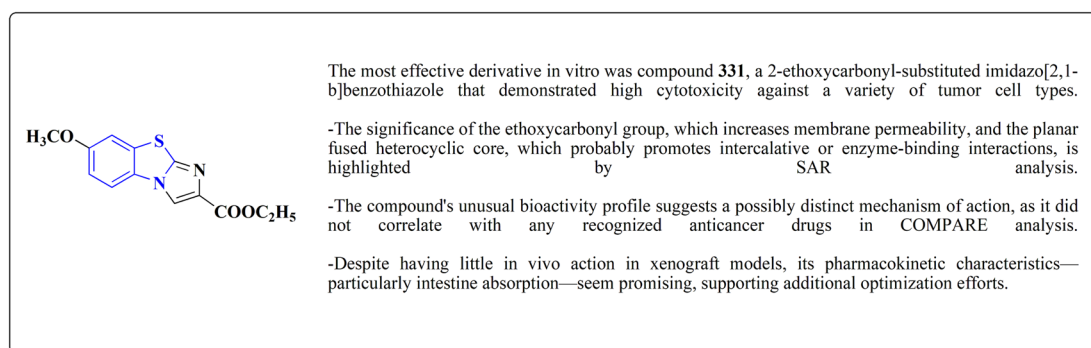 The most effective derivative in vitro was compound 331, a 2-ethoxycarbonyl-substituted imidazo[2,1-
b]benzothiazole that demonstrated high cytotoxicity against a variety of tumor cell types.
-The significance of the ethoxycarbonyl group, which increases membrane permeability, and the planar
fused heterocyclic core, which probably promotes intercalative or enzyme-binding interactions, is
highlighted by SAR analysis.
-The compound's unusual bioactivity profile suggests a possibly distinct mechanism of action, as it did
not correlate with any recognized anticancer drugs in COMPARE analysis.
-Despite having little in vivo action in xenograft models, its pharmacokinetic characteristics—
particularly intestine absorption—seem promising, supporting additional optimization efforts.
H₃CO
S
N
N
COOC₂H₅